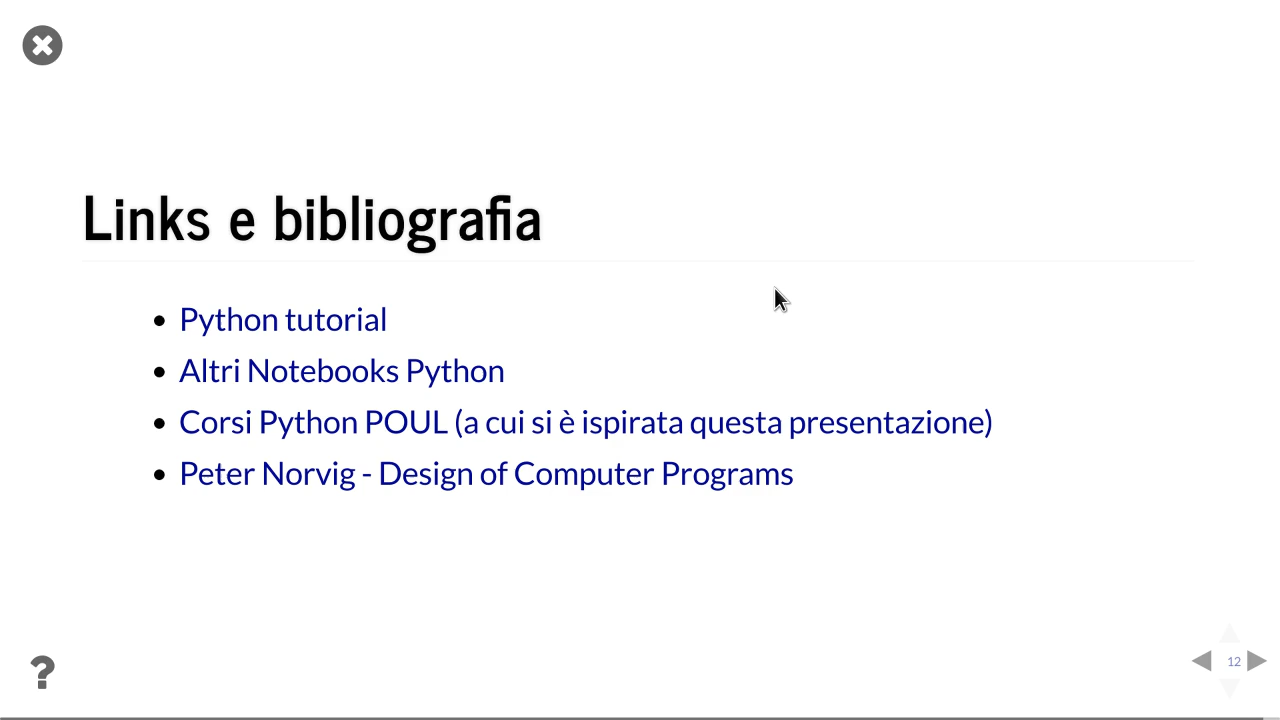 Links e bibliografia
Python tutorial
Altri Notebooks Python
Corsi Python POUL (a cui si è ispirata questa presentazione)
Peter Norvig - Design of Computer Programs
?
12